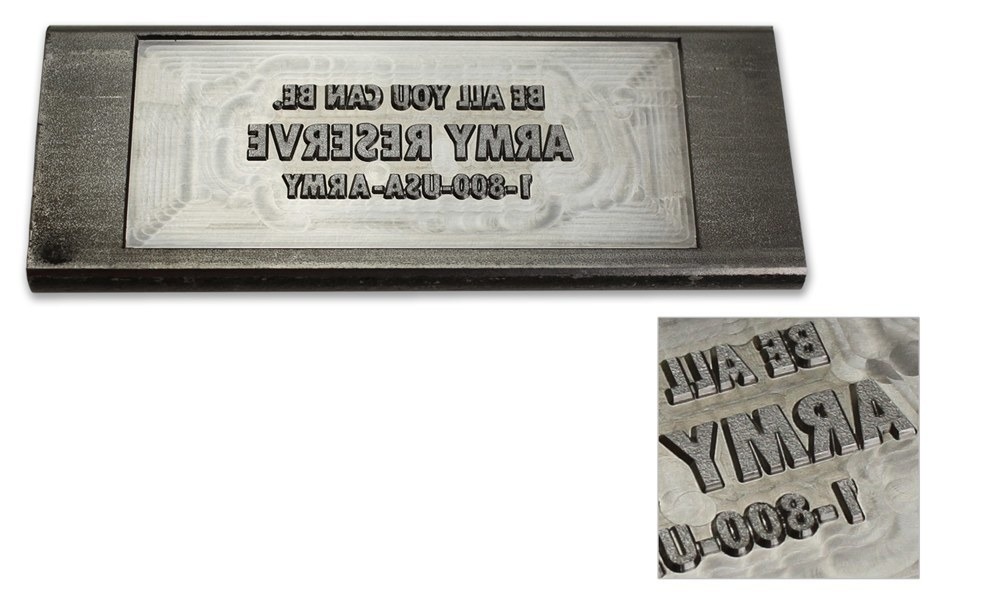 BE ALL YOU CAN BE.
ARMY RESERVE
1-800-USA-ARMY
BE ALL
ARMY
1-800-U